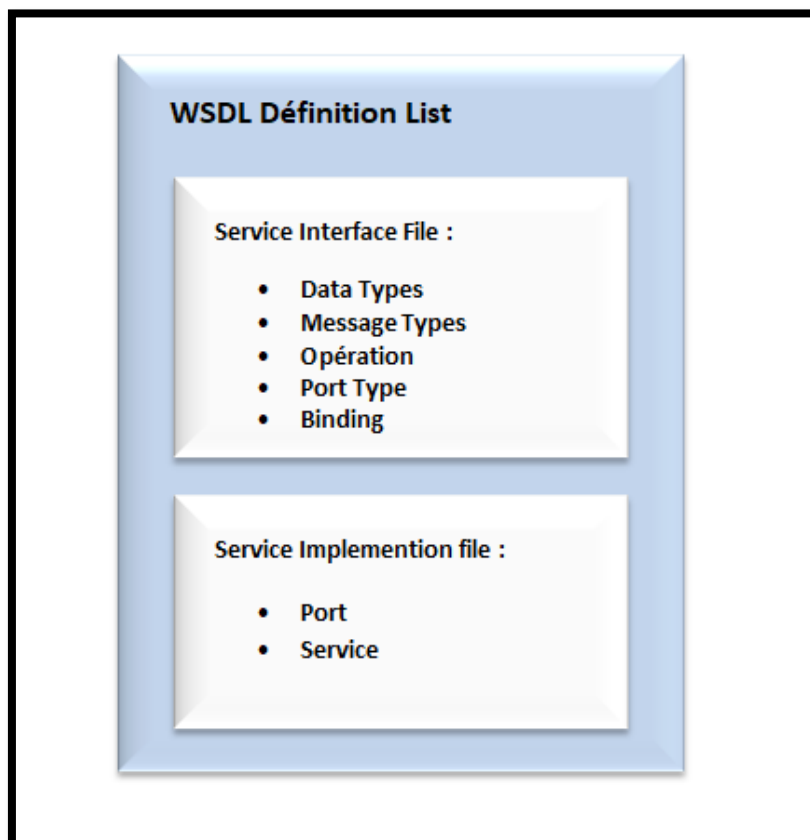 WSDL Définition List
Service Interface File :
• Data Types
• Message Types
• Opération
• Port Type
• Binding
Service Implemention file :
• Port
• Service